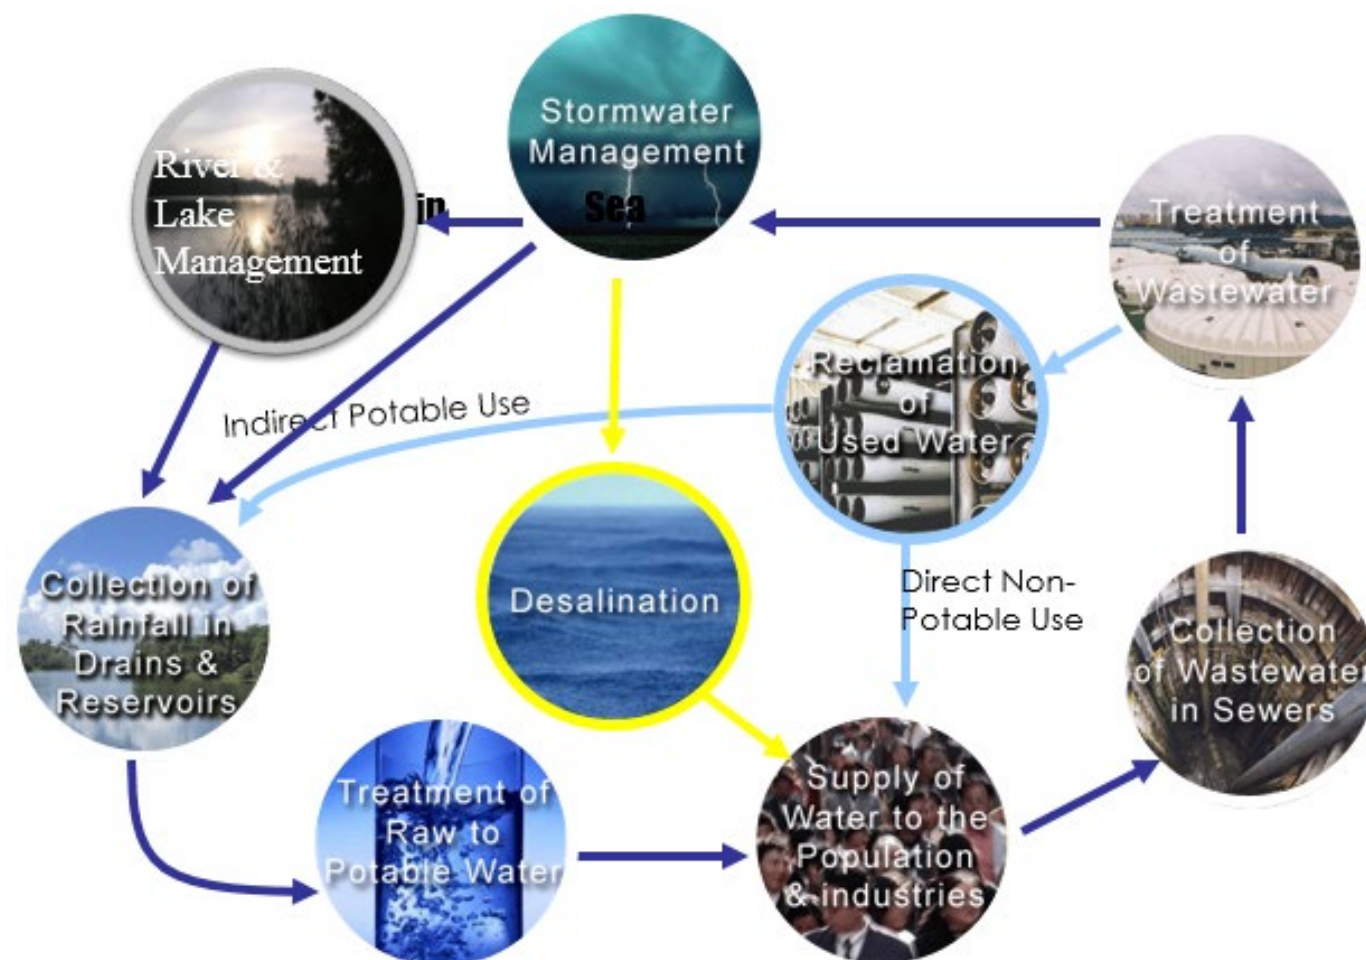 Stormwater
Management
Sea
River &
Lake
Management
in
Treatment
of
Wastewater
Reclamation
of
Used Water
Indirect Potable Use
Collection of
Rainfall in
Drains &
Reservoirs
Desalination
Direct Non-
Potable Use
Collection
of Wastewater
in Sewers
Treatment of
Raw to
Potable Water
Supply of
Water to the
Population
& industries